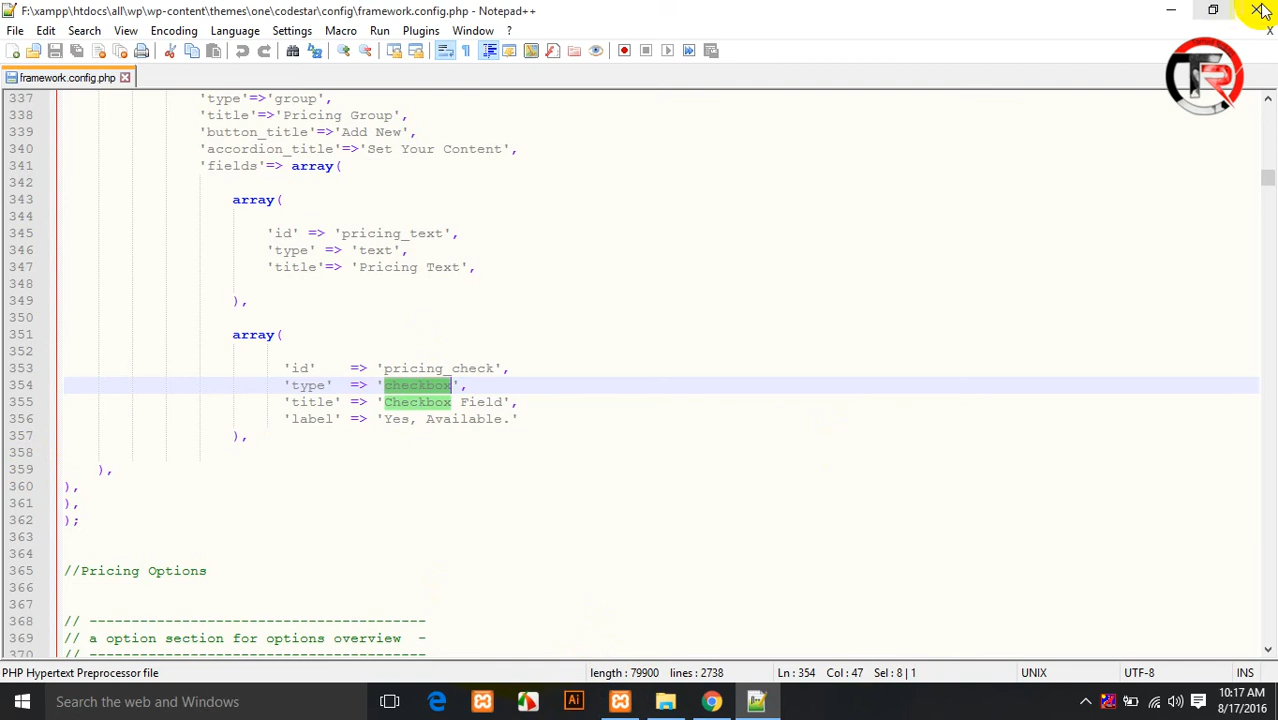 F:\xampp\htdocs\all\wp\wp-content\themes\one\codestar\config\framework.config.php - Notepad++
File Edit Search View Encoding Language Settings Macro Run Plugins Window ? X
framework.config.php
TR
337 'type'=>'group',
338 'title'=>'Pricing Group',
339 'button_title'=>'Add New',
340 'accordion_title'=>'Set Your Content',
341 'fields'=> array(
342
343 array(
344
345 'id' => 'pricing_text',
346 'type' => 'text',
347 'title'=> 'Pricing Text',
348
349 ),
350
351 array(
352
353 'id' => 'pricing_check',
354 'type' => 'checkbox',
355 'title' => 'Checkbox Field',
356 'label' => 'Yes, Available.'
357 ),
358
359 ),
360 ),
361 ),
362 );
363
364
365 //Pricing Options
366
367
368 // ----------------------------------------
369 // a option section for options overview -
370 // ----------------------------------------
PHP Hypertext Preprocessor file length : 79900 lines : 2738 Ln : 354 Col : 47 Sel : 8 | 1 UNIX UTF-8 INS
Search the web and Windows
Ai
10:17 AM
8/17/2016